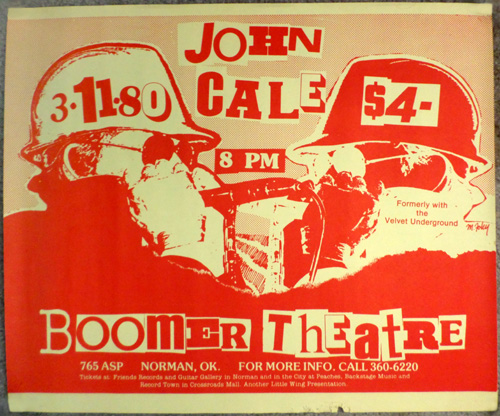 JOHN
CALE
3·11·80
$4-
8 PM
Formerly with
the
Velvet Underground
BOOMER THEATRE
765 ASP NORMAN, OK. FOR MORE INFO. CALL 360-6220
Tickets at: Friends Records and Guitar Gallery in Norman and in the City at Peaches, Backstage Music and
Record Town in Crossroads Mall. Another Little Wing Presentation.